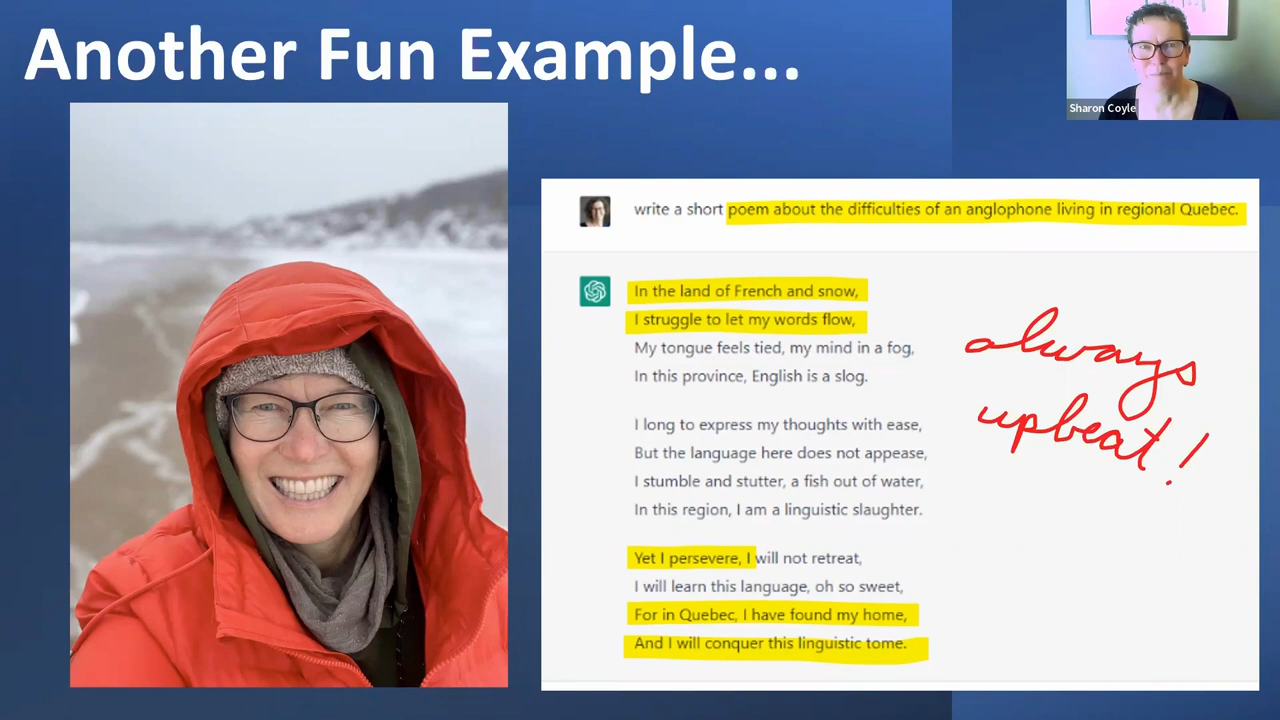 Another Fun Example...
Sharon Coyle
write a short poem about the difficulties of an anglophone living in regional Quebec.
In the land of French and snow,
I struggle to let my words flow,
My tongue feels tied, my mind in a fog,
In this province, English is a slog.
I long to express my thoughts with ease,
But the language here does not appease,
I stumble and stutter, a fish out of water,
In this region, I am a linguistic slaughter.
Yet I persevere, I will not retreat,
I will learn this language, oh so sweet,
For in Quebec, I have found my home,
And I will conquer this linguistic tome.
always
upbeat!